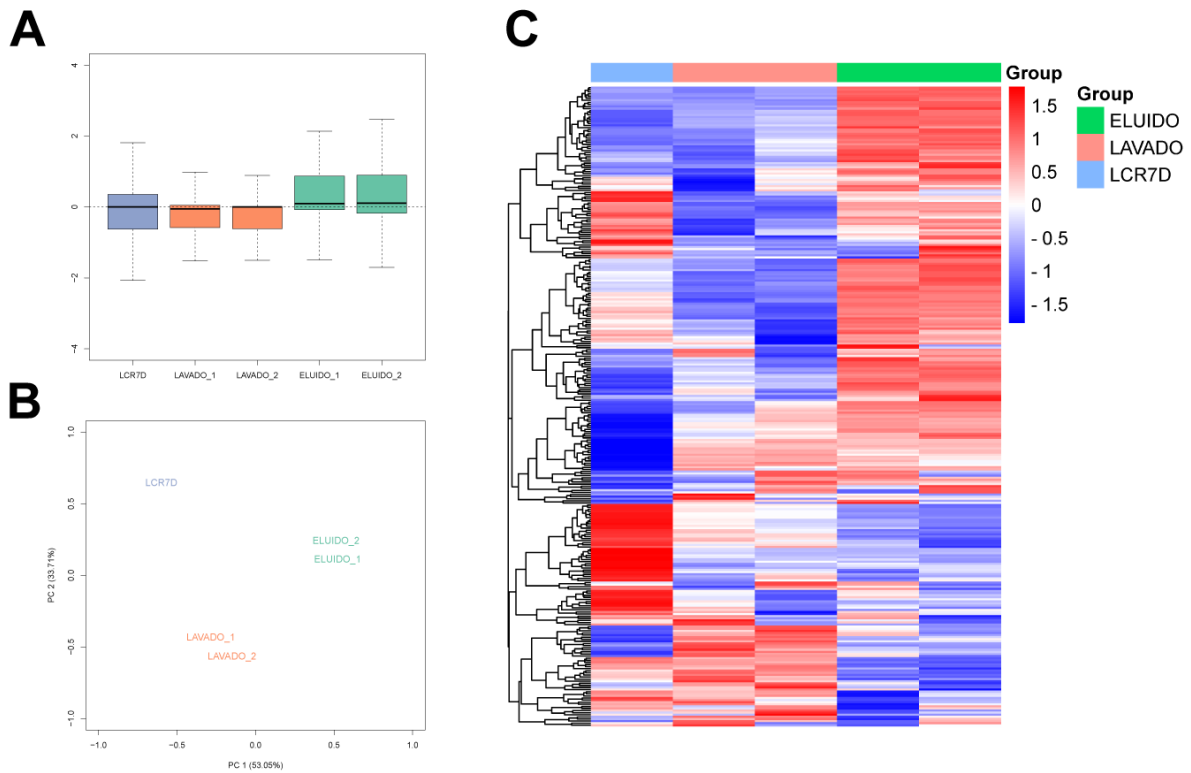 A
4
2
0
−2
−4
LCR7D
LAVADO_1
LAVADO_2
ELUIDO_1
ELUIDO_2
B
1.0
0.5
0.0
−0.5
−1.0
PC 2 (33.71%)
LCR7D
ELUIDO_2
ELUIDO_1
LAVADO_1
LAVADO_2
−1.0
−0.5
0.0
0.5
1.0
PC 1 (53.05%)
C
Group
1.5
1
0.5
0
- 0.5
- 1
- 1.5
Group
ELUIDO
LAVADO
LCR7D